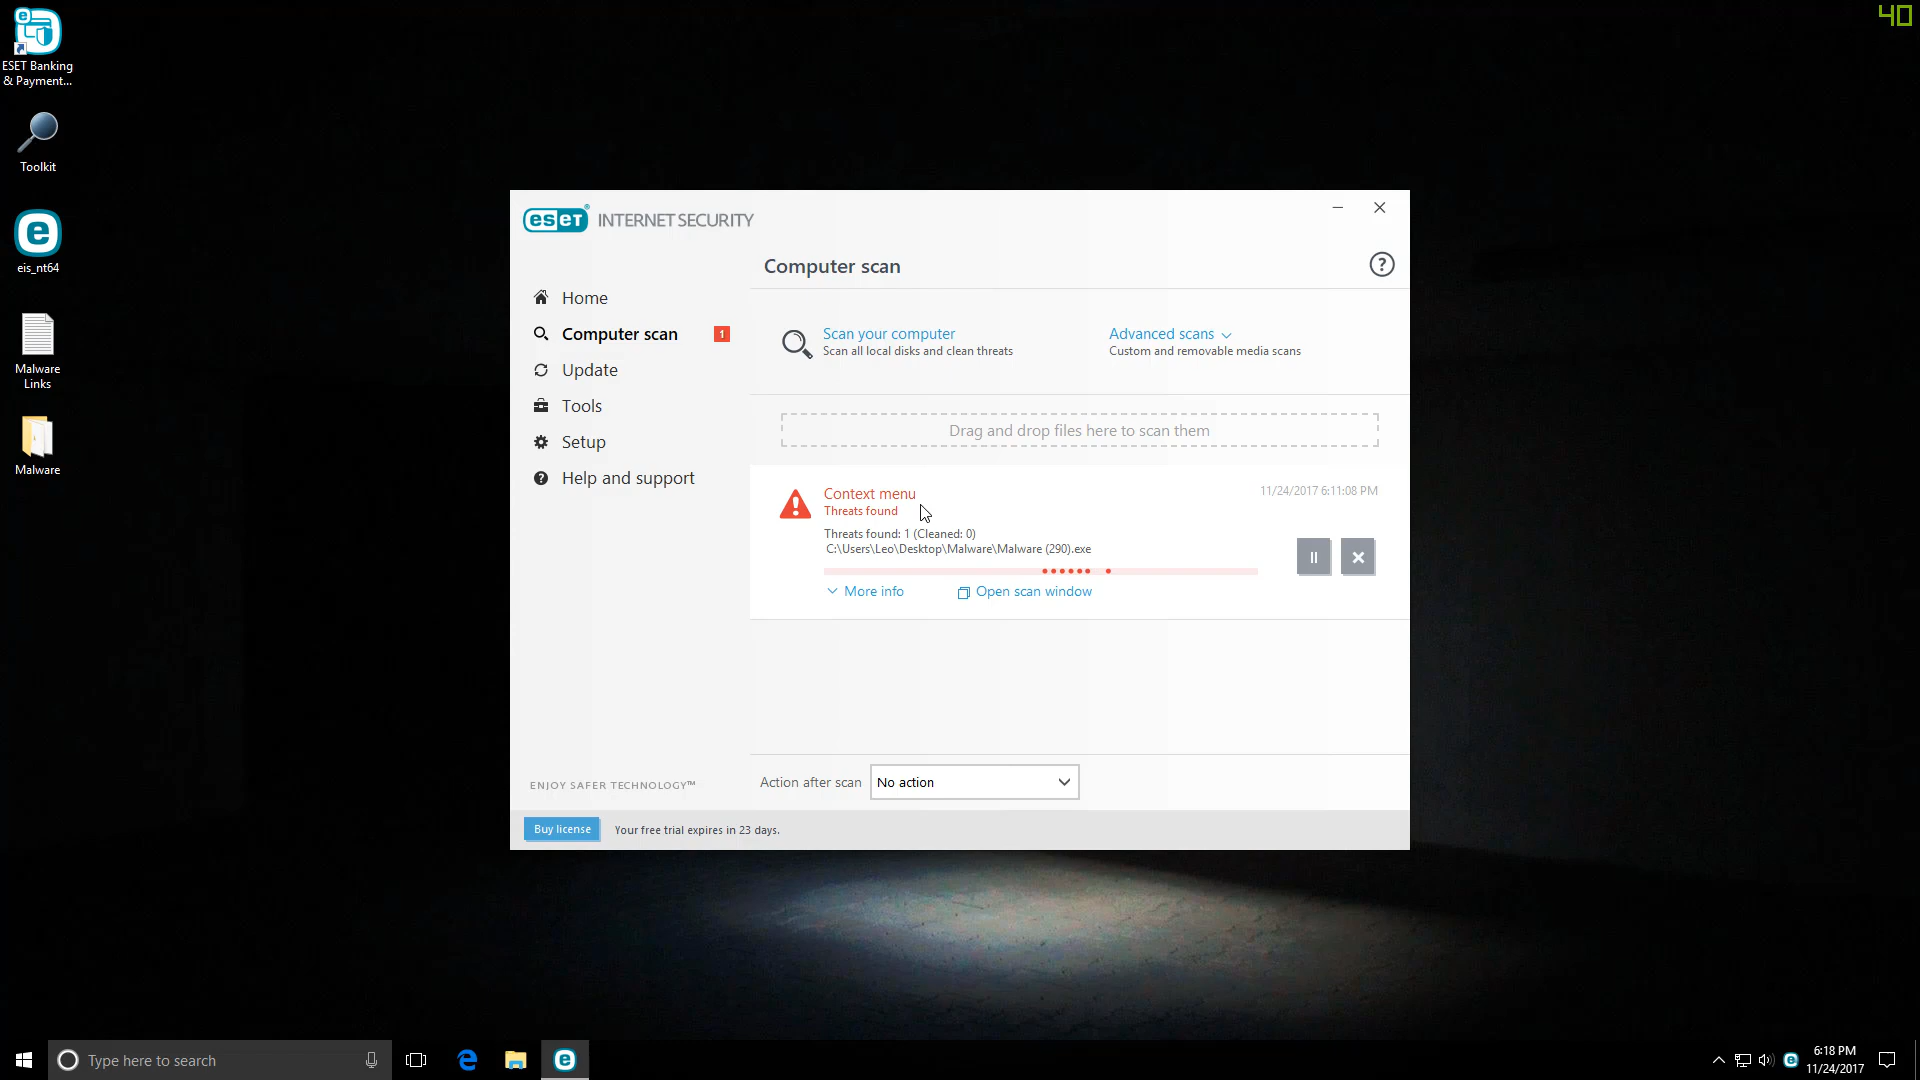 40
ESET Banking
& Payment...
Toolkit
eis_nt64
Malware
Links
Malware
eset INTERNET SECURITY
Computer scan
Home
Computer scan 1
Update
Tools
Setup
Help and support
Scan your computer
Scan all local disks and clean threats
Advanced scans
Custom and removable media scans
Drag and drop files here to scan them
Context menu
11/24/2017 6:11:08 PM
Threats found
Threats found: 1 (Cleaned: 0)
C:\Users\Leo\Desktop\Malware\Malware (290).exe
More info
Open scan window
ENJOY SAFER TECHNOLOGY™
Action after scan No action
Buy license Your free trial expires in 23 days.
Type here to search
6:18 PM
11/24/2017